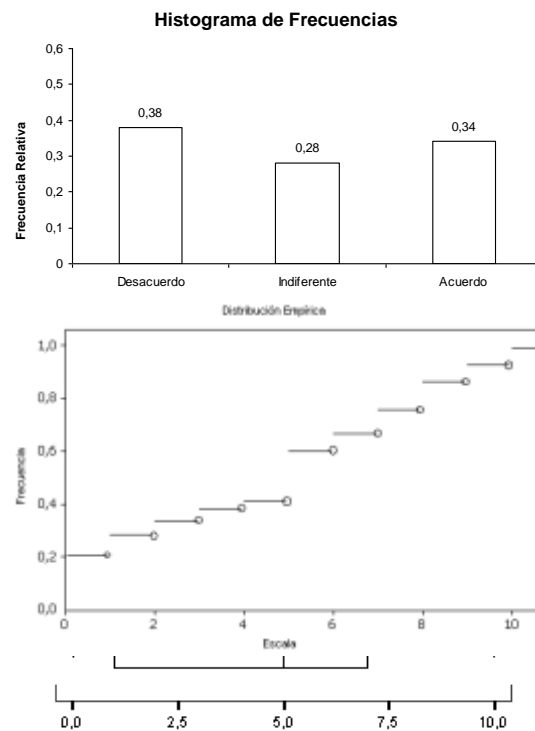 Histograma de Frecuencias
0,6
0,5
0,4
0,3
0,2
0,1
0
Frecuencia Relativa
0,38
0,28
0,34
Desacuerdo Indiferente Acuerdo
Distribución Empírica
1,0
0,8
0,6
0,4
0,2
0,0
Frecuencia
0 2 4 6 8 10
Escala
0,0 2,5 5,0 7,5 10,0